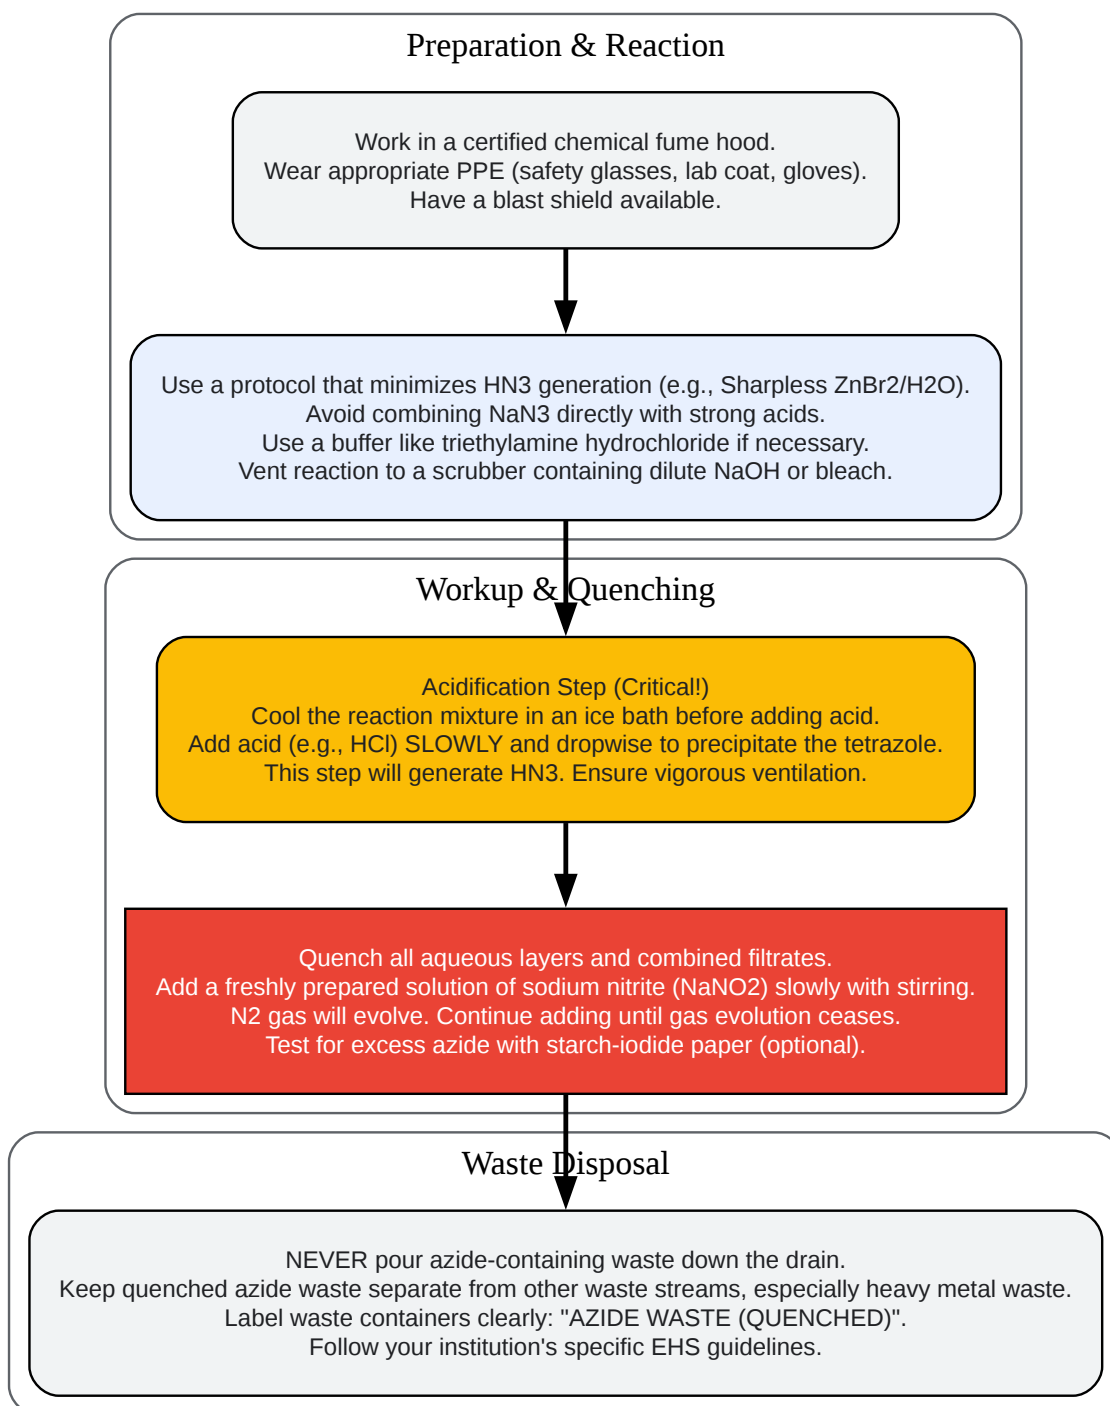 Preparation & Reaction
Work in a certified chemical fume hood.
Wear appropriate PPE (safety glasses, lab coat, gloves).
Have a blast shield available.
Use a protocol that minimizes HN3 generation (e.g., Sharpless ZnBr2/H2O).
Avoid combining NaN3 directly with strong acids.
Use a buffer like triethylamine hydrochloride if necessary.
Vent reaction to a scrubber containing dilute NaOH or bleach.
Workup & Quenching
Acidification Step (Critical!)
Cool the reaction mixture in an ice bath before adding acid.
Add acid (e.g., HCl) SLOWLY and dropwise to precipitate the tetrazole.
This step will generate HN3. Ensure vigorous ventilation.
Quench all aqueous layers and combined filtrates.
Add a freshly prepared solution of sodium nitrite (NaNO2) slowly with stirring.
N2 gas will evolve. Continue adding until gas evolution ceases.
Test for excess azide with starch-iodide paper (optional).
Waste Disposal
NEVER pour azide-containing waste down the drain.
Keep quenched azide waste separate from other waste streams, especially heavy metal waste.
Label waste containers clearly: "AZIDE WASTE (QUENCHED)".
Follow your institution's specific EHS guidelines.